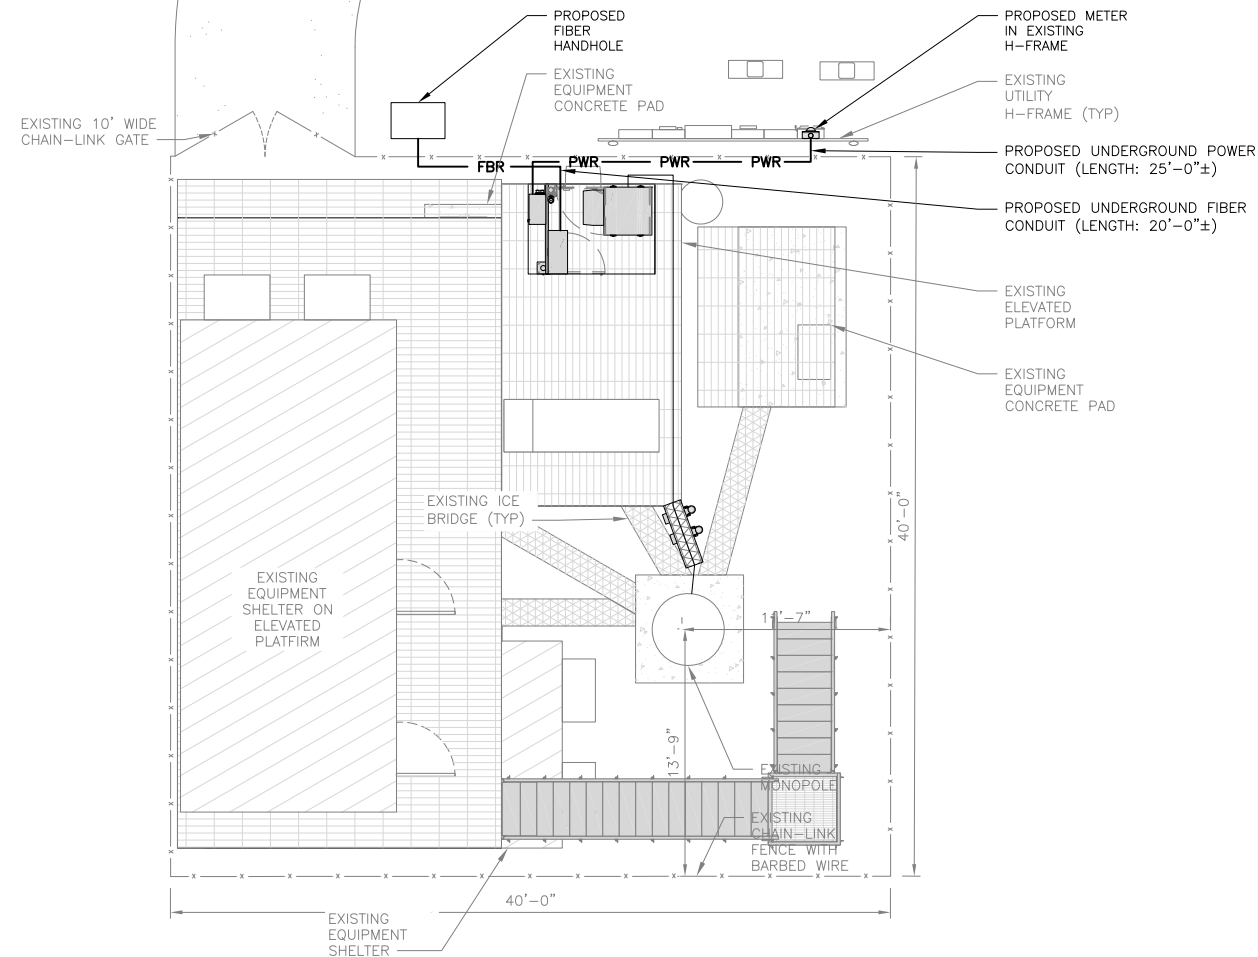 PROPOSED
FIBER
HANDHOLE
PROPOSED METER
IN EXISTING
H-FRAME
EXISTING
EQUIPMENT
CONCRETE PAD
EXISTING
UTILITY
H-FRAME (TYP)
EXISTING 10' WIDE
CHAIN-LINK GATE
FBR
PWR
PWR
PWR
PROPOSED UNDERGROUND POWER
CONDUIT (LENGTH: 25'-0"±)
PROPOSED UNDERGROUND FIBER
CONDUIT (LENGTH: 20'-0"±)
EXISTING
ELEVATED
PLATFORM
EXISTING
EQUIPMENT
CONCRETE PAD
EXISTING ICE
BRIDGE (TYP)
40'-0"
EXISTING
EQUIPMENT
SHELTER ON
ELEVATED
PLATFIRM
13'-9"
EXISTING
MONOPOLE
EXISTING
CHAIN-LINK
FENCE WITH
BARBED WIRE
40'-0"
EXISTING
EQUIPMENT
SHELTER